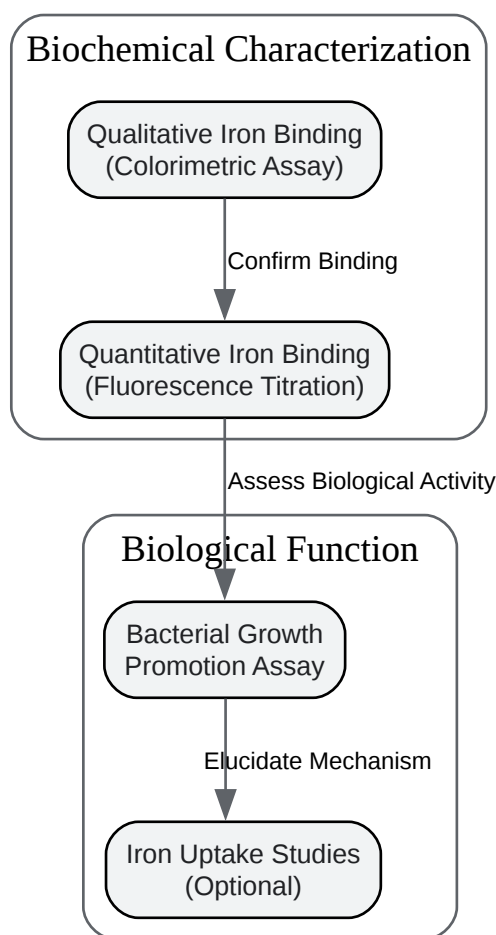 Biochemical Characterization
Qualitative Iron Binding
(Colorimetric Assay)
Confirm Binding
Quantitative Iron Binding
(Fluorescence Titration)
Assess Biological Activity
Biological Function
Bacterial Growth
Promotion Assay
Elucidate Mechanism
Iron Uptake Studies
(Optional)